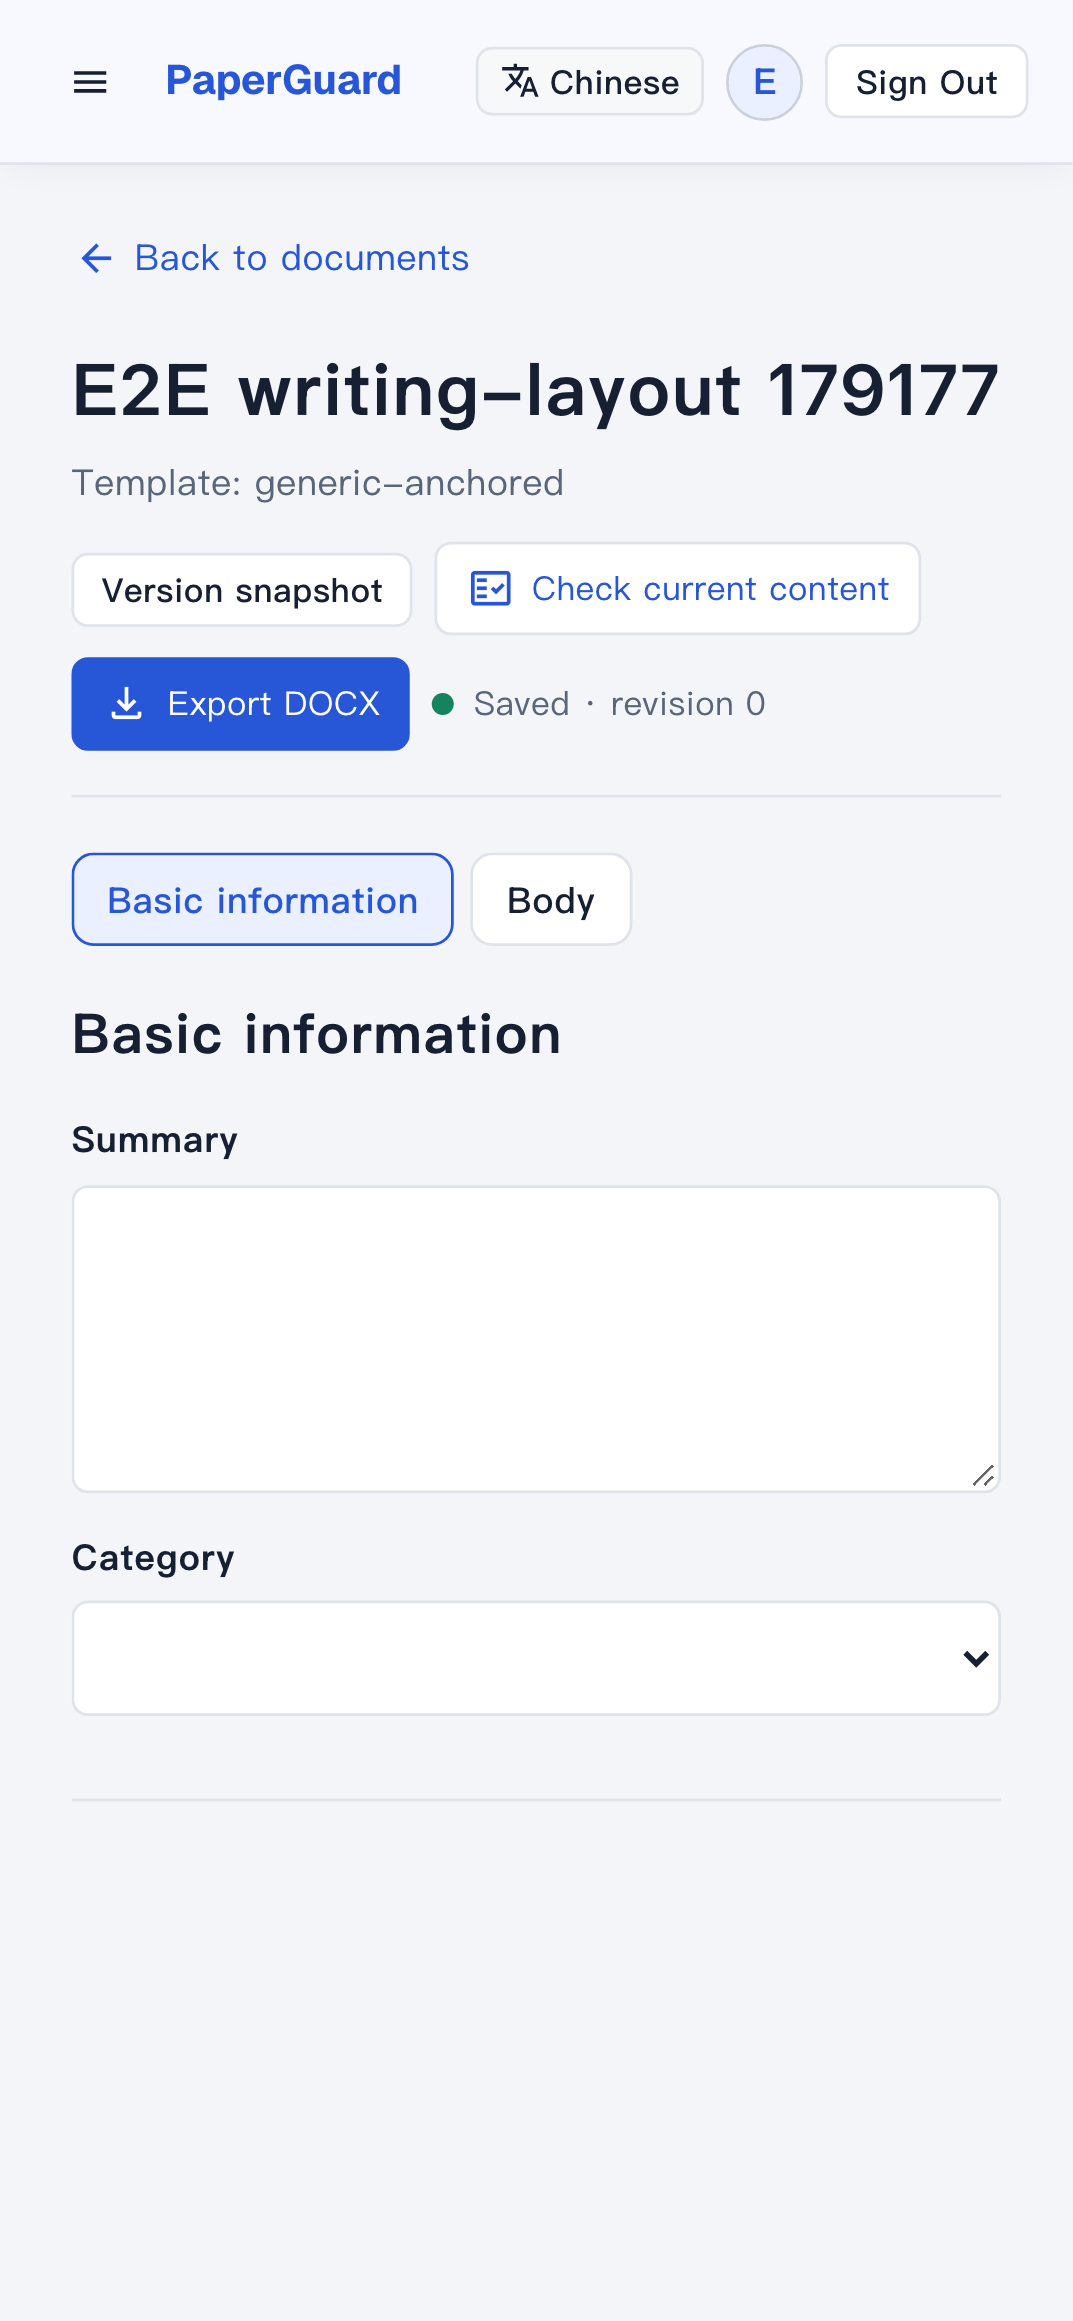 PaperGuard
Chinese
E
Sign Out
Back to documents
E2E writing-layout 179177
Template: generic-anchored
Version snapshot
Check current content
Export DOCX
Saved · revision 0
Basic information
Body
Basic information
Summary
Category